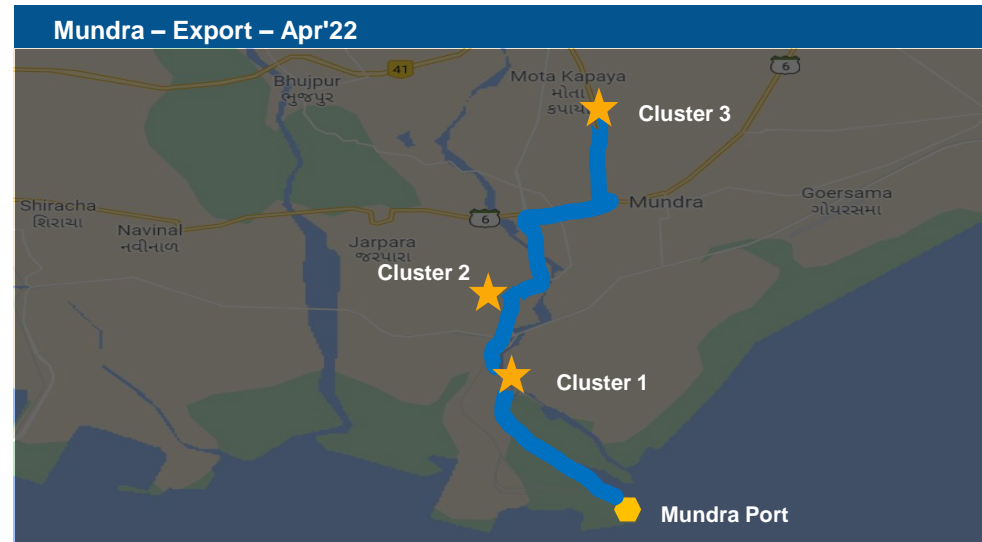 Mundra – Export – Apr'22
41
6
Bhujpur
ભુજપુર
Mota Kapaya
મોતા
કપાયા
Cluster 3
Shiracha
શિરાચા
Navinal
નવીનાળ
6
Mundra
Goersama
ગોયરસમા
Jarpara
જરપારા
Cluster 2
Cluster 1
Mundra Port